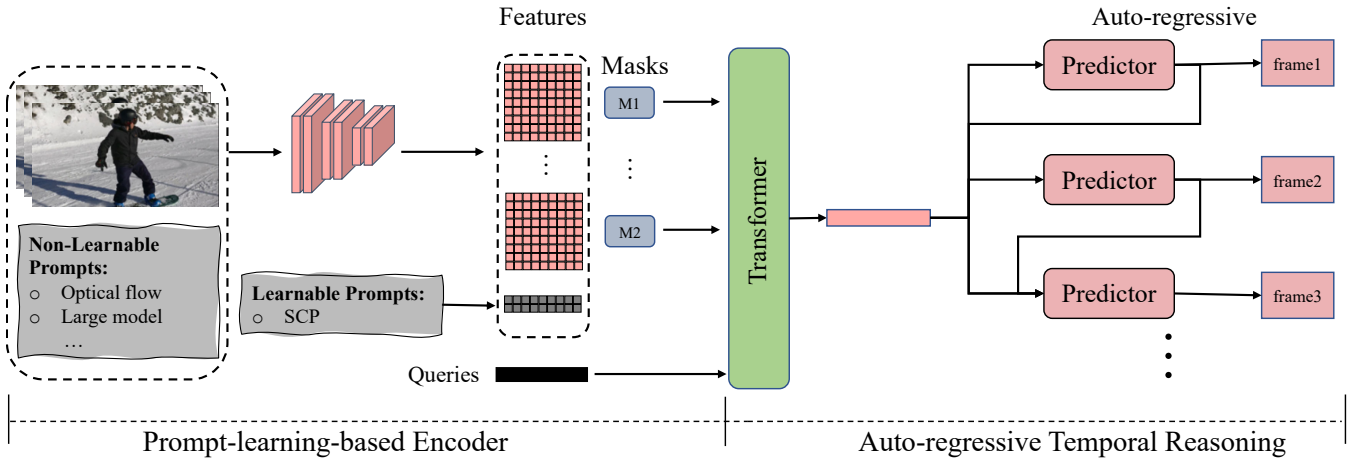 Features
Auto-regressive
Masks
Predictor
frame1
M1
...
...
Predictor
frame2
M2
Transformer
Non-Learnable
Prompts:
○ Optical flow
○ Large model
...
Learnable Prompts:
○ SCP
Predictor
frame3
Queries
Prompt-learning-based Encoder
Auto-regressive Temporal Reasoning